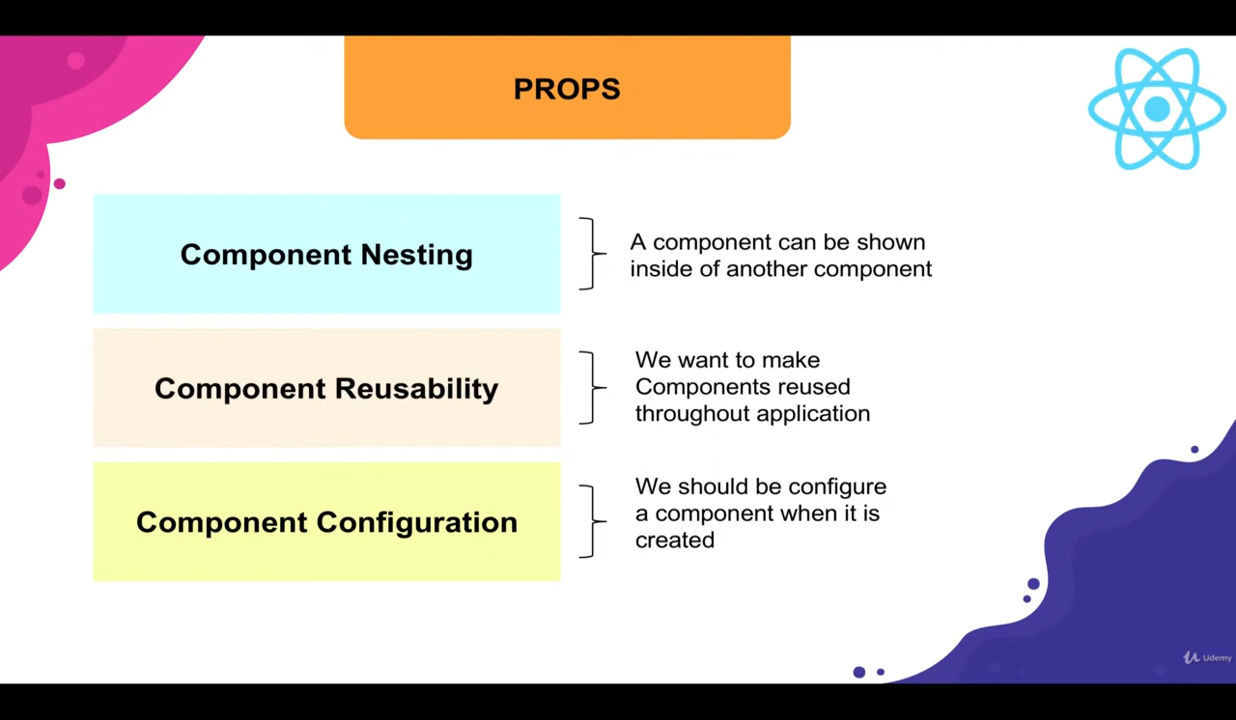 PROPS
Component Nesting
A component can be shown
inside of another component
Component Reusability
We want to make
Components reused
throughout application
Component Configuration
We should be configure
a component when it is
created
Udemy